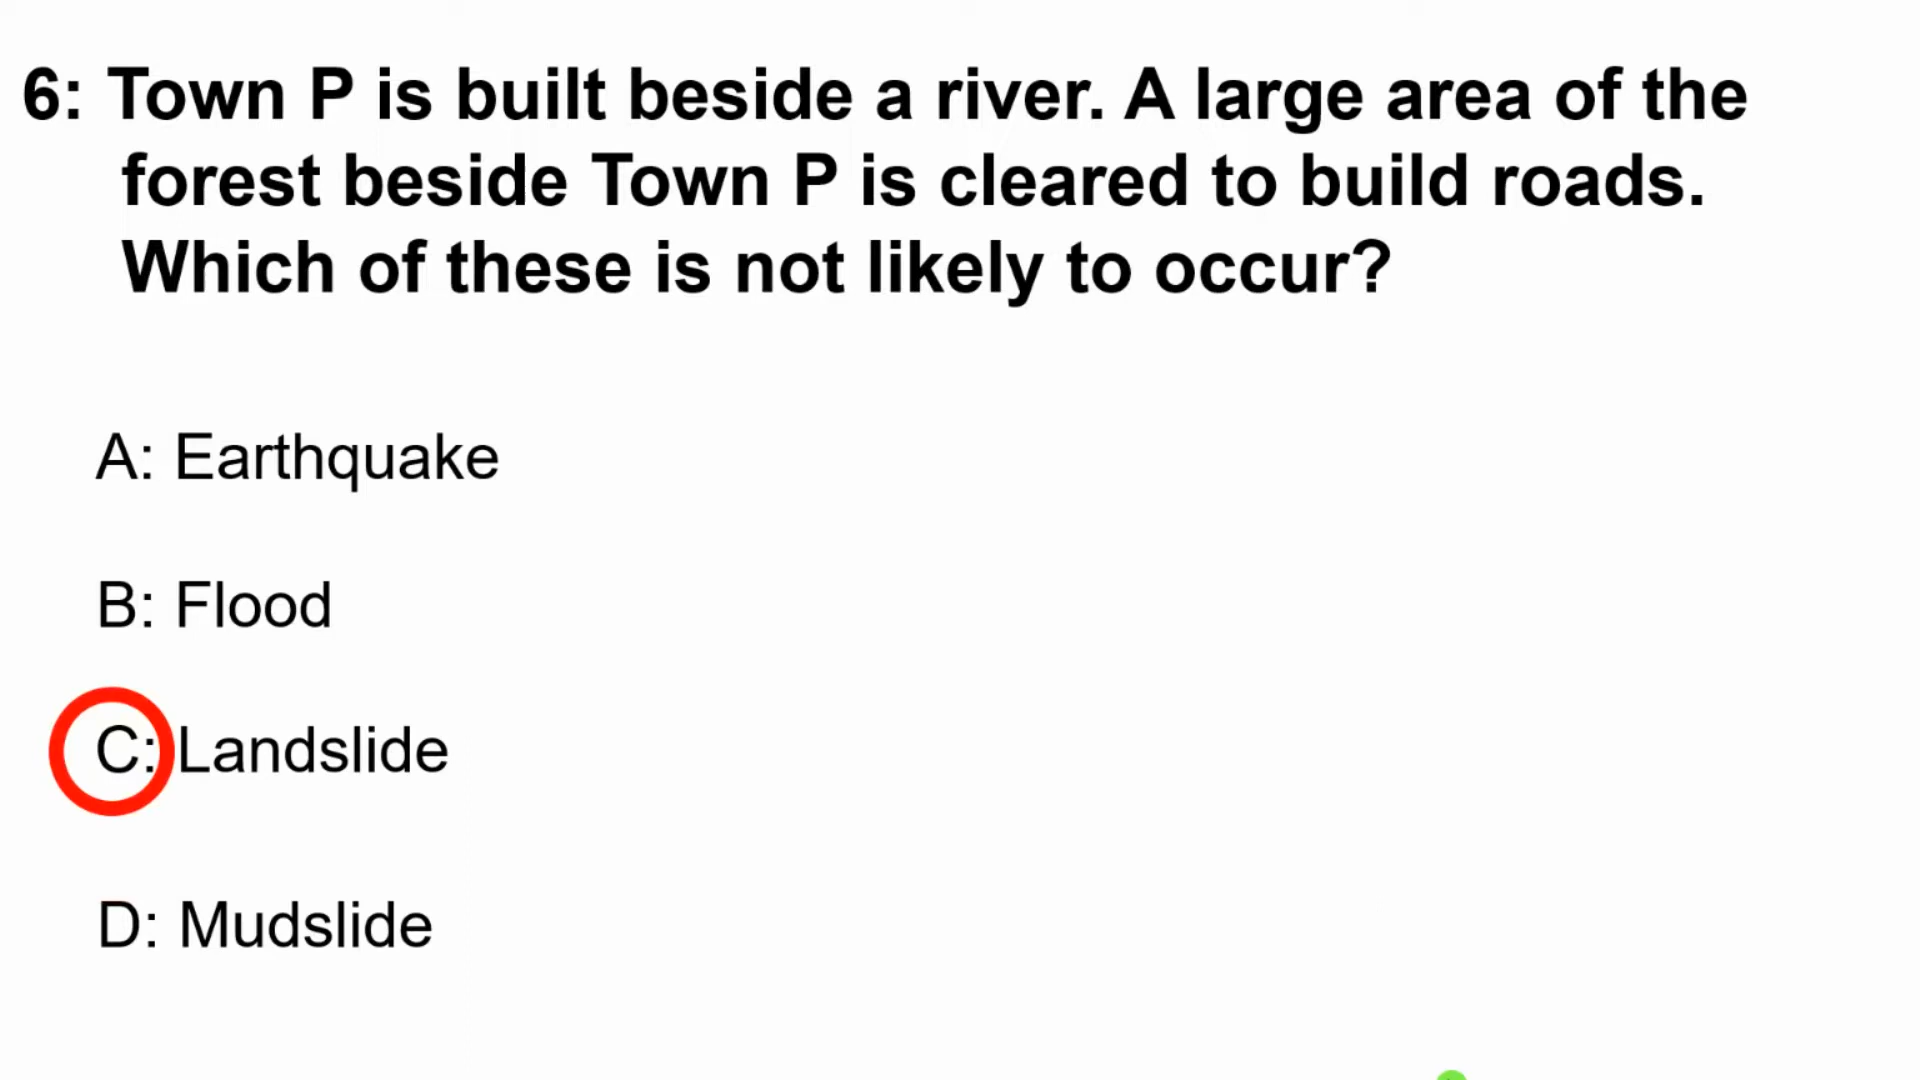 6: Town P is built beside a river. A large area of the
forest beside Town P is cleared to build roads.
Which of these is not likely to occur?
A: Earthquake
B: Flood
C: Landslide
D: Mudslide